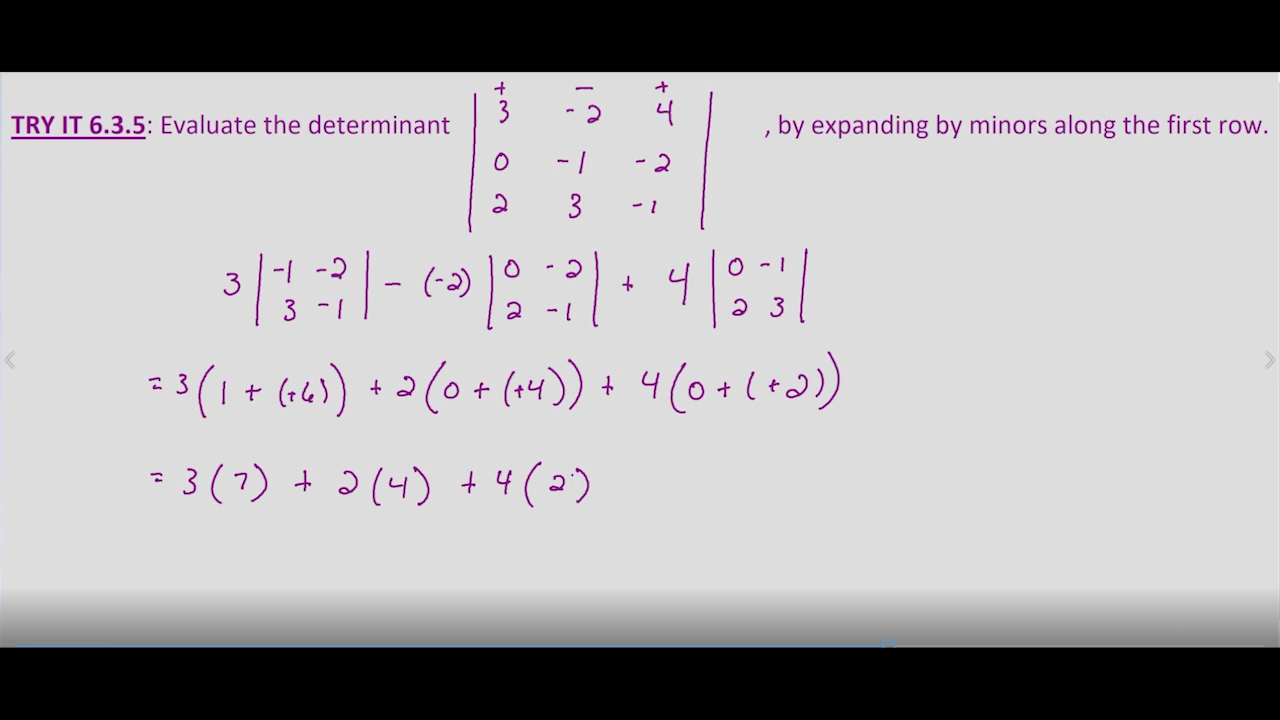 + − +
TRY IT 6.3.5: Evaluate the determinant | 3 -2 4 | , by expanding by minors along the first row.
| 0 -1 -2 |
| 2 3 -1 |
3 | -1 -2 | − (-2) | 0 -2 | + 4 | 0 -1 |
| 3 -1 | | 2 -1 | | 2 3 |
= 3 ( 1 + (+6) ) + 2 ( 0 + (+4) ) + 4 ( 0 + ( +2 ) )
= 3 ( 7 ) + 2 ( 4 ) + 4 ( 2 )